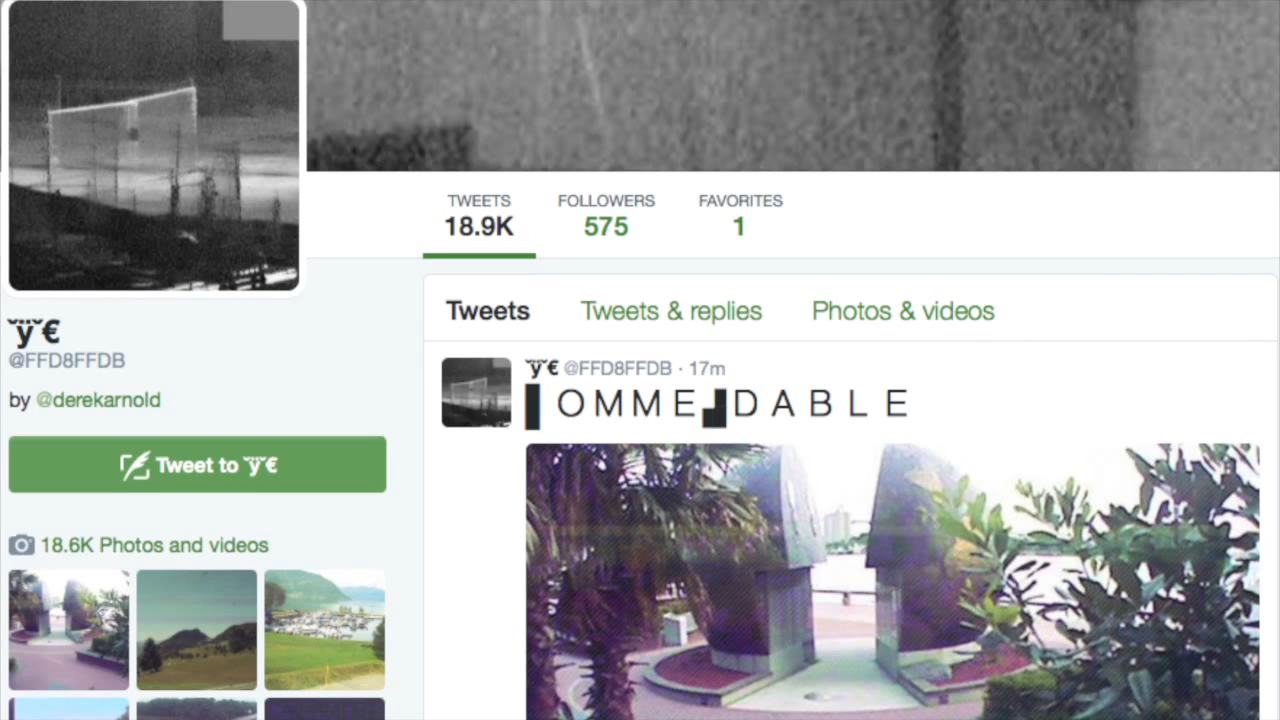 TWEETS FOLLOWERS FAVORITES
18.9K 575 1
ÿ€
@FFD8FFDB
by @derekarnold
Tweet to ÿ€
18.6K Photos and videos
Tweets Tweets & replies Photos & videos
ÿ€ @FFD8FFDB · 17m
▌OMME▟DABLE